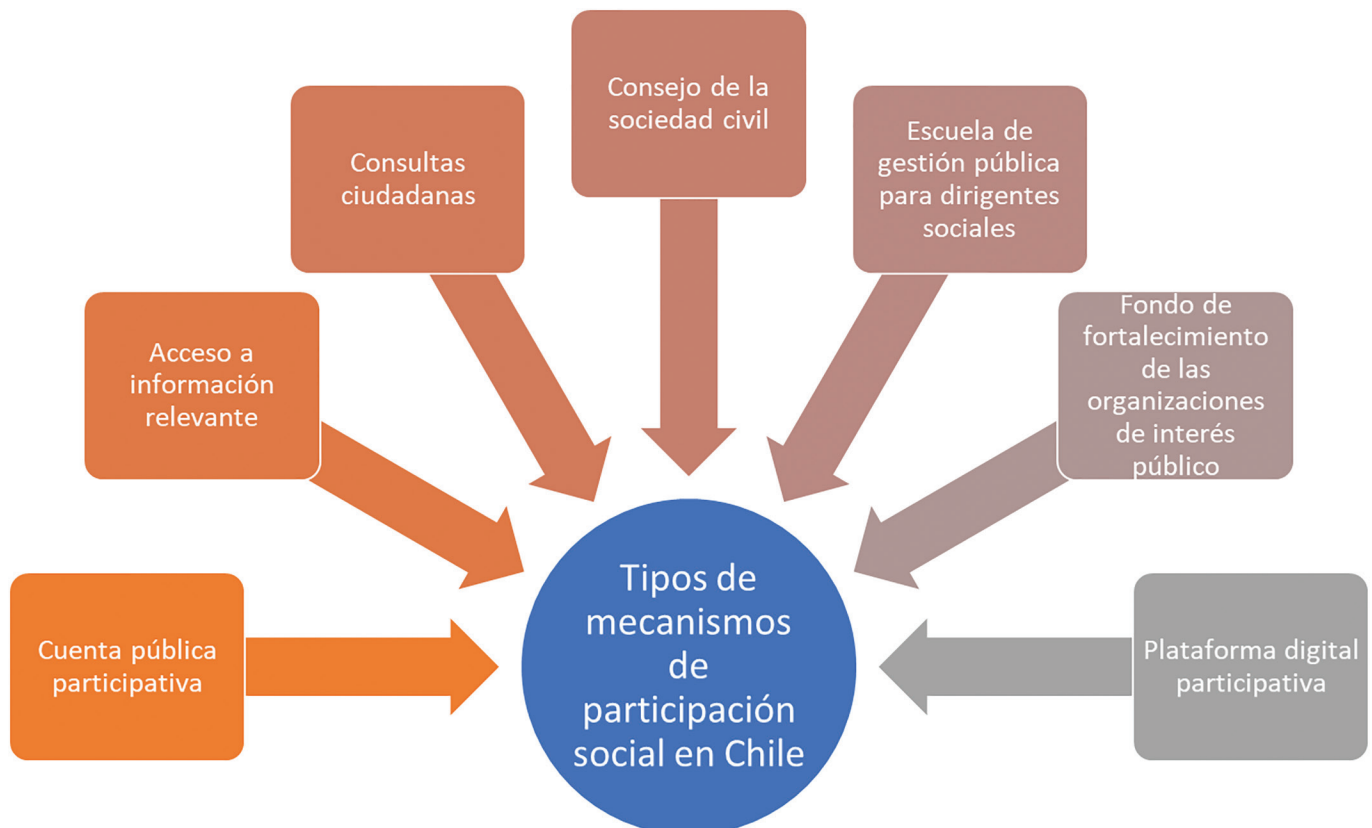 Consejo de la
sociedad civil
Consultas
ciudadanas
Escuela de
gestión pública
para dirigentes
sociales
Acceso a
información
relevante
Fondo de
fortalecimiento
de las
organizaciones
de interés
público
Cuenta pública
participativa
Tipos de
mecanismos
de
participación
social en Chile
Plataforma digital
participativa